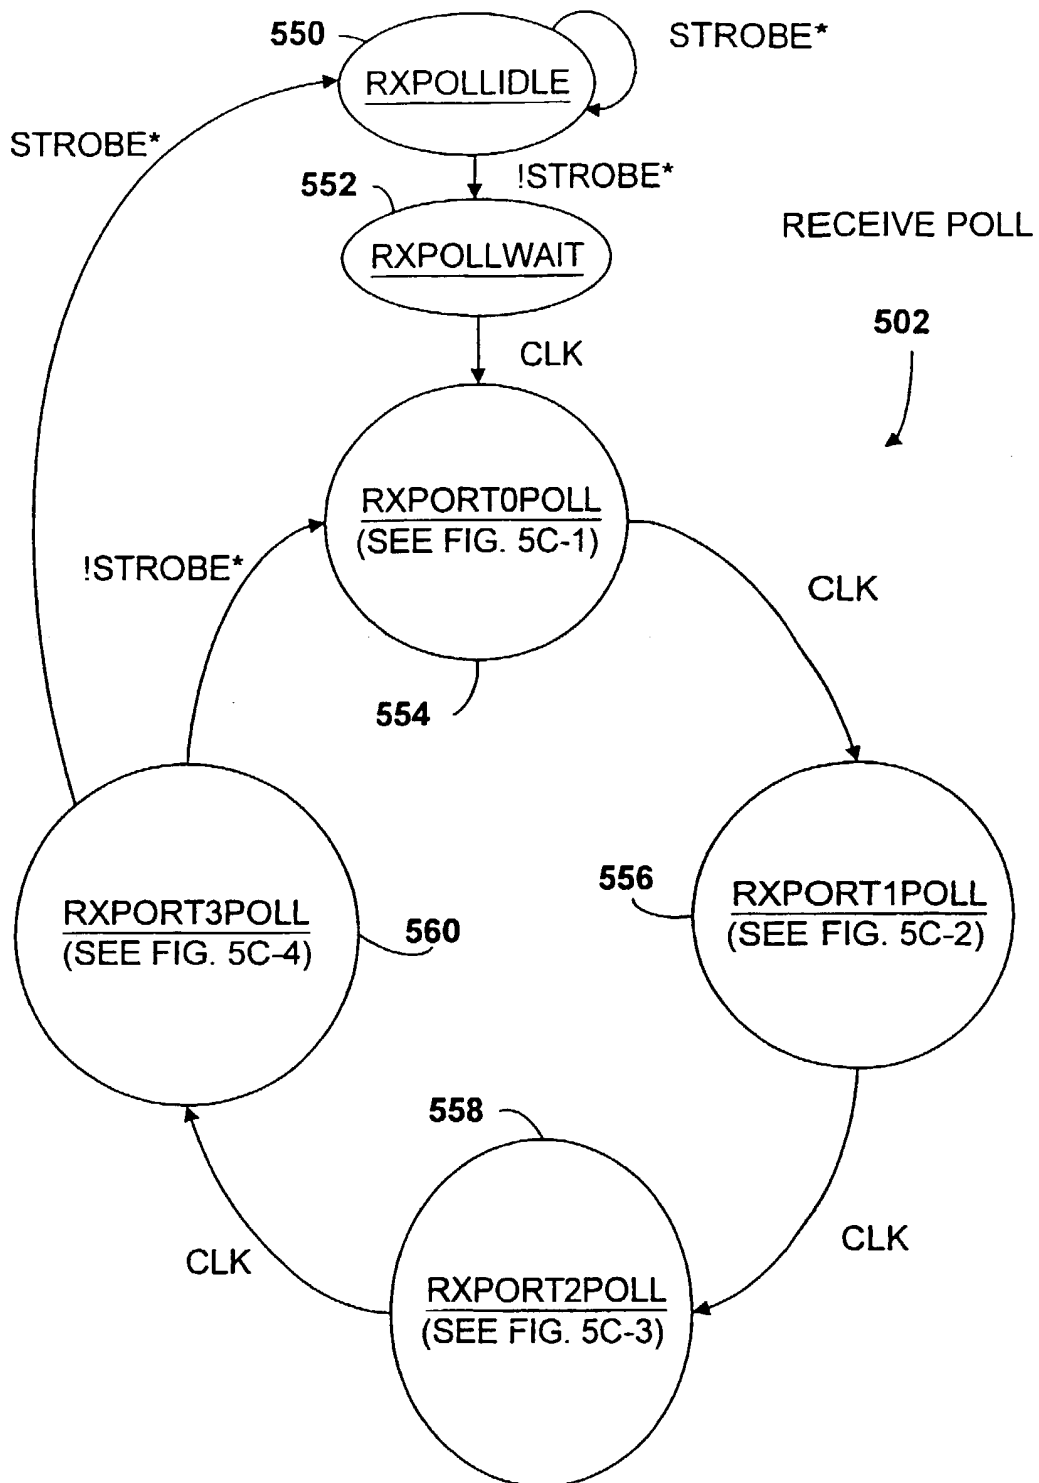 550
STROBE*
RXPOLLIDLE
STROBE*
!STROBE*
552
RXPOLLWAIT
RECEIVE POLL
CLK
502
RXPORT0POLL
(SEE FIG. 5C-1)
!STROBE*
CLK
554
556
RXPORT1POLL
(SEE FIG. 5C-2)
RXPORT3POLL
(SEE FIG. 5C-4)
560
558
CLK
CLK
RXPORT2POLL
(SEE FIG. 5C-3)